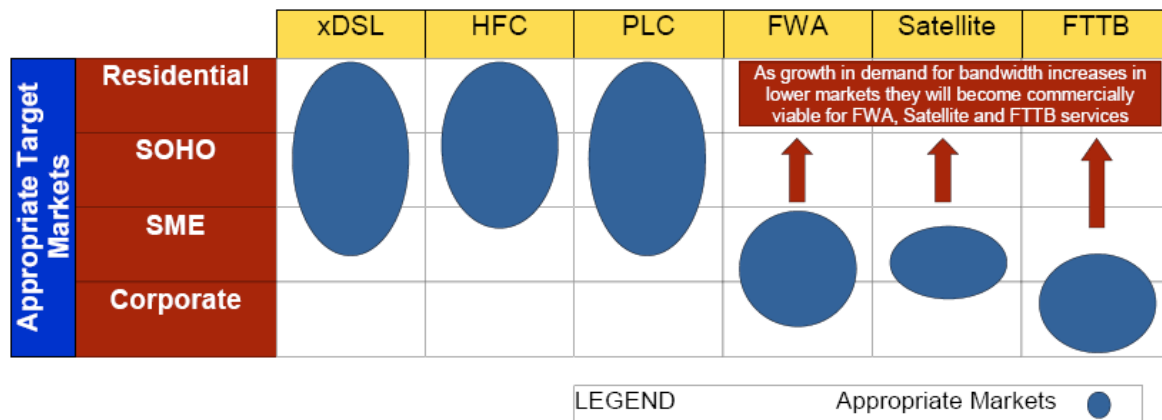 xDSL HFC PLC FWA Satellite FTTB
Appropriate Target
Markets
Residential
As growth in demand for bandwidth increases in
lower markets they will become commercially
viable for FWA, Satellite and FTTB services
SOHO
SME
Corporate
LEGEND Appropriate Markets